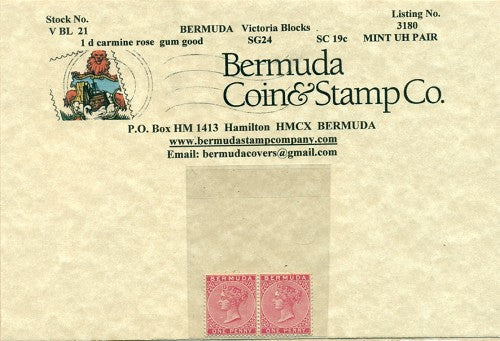 Stock No.
Listing No.
V BL 21
BERMUDA Victoria Blocks
3180
1 d carmine rose gum good
SG24
SC 19c
MINT UH PAIR
Bermuda
Coin&Stamp Co.
P.O. Box HM 1413 Hamilton HMCX BERMUDA
www.bermudastampcompany.com
Email: bermudacovers@gmail.com
BERMUDA BERMUDA
ONE PENNY ONE PENNY